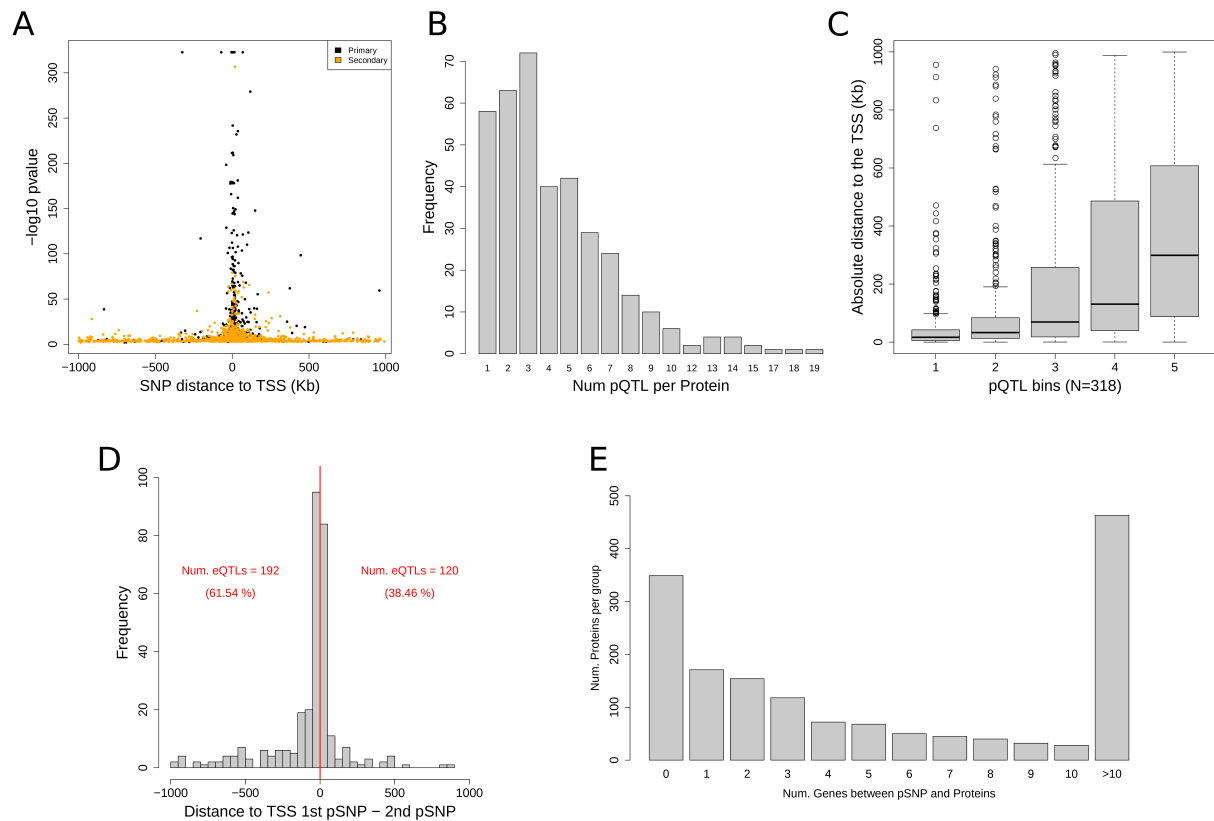 A
Primary
Secondary
−log10 pvalue
0
50
100
150
200
250
300
−1000
−500
0
500
1000
SNP distance to TSS (Kb)
B
Frequency
0
10
20
30
40
50
60
70
1 2 3 4 5 6 7 8 9 10 12 13 14 15 17 18 19
Num pQTL per Protein
C
Absolute distance to the TSS (Kb)
0
200
400
600
800
1000
1 2 3 4 5
pQTL bins (N=318)
D
Frequency
0
20
40
60
80
100
Num. eQTLs = 192
(61.54 %)
Num. eQTLs = 120
(38.46 %)
−1000
−500
0
500
1000
Distance to TSS 1st pSNP − 2nd pSNP
E
Num. Proteins per group
0
100
200
300
400
500
0 1 2 3 4 5 6 7 8 9 10 >10
Num. Genes between pSNP and Proteins